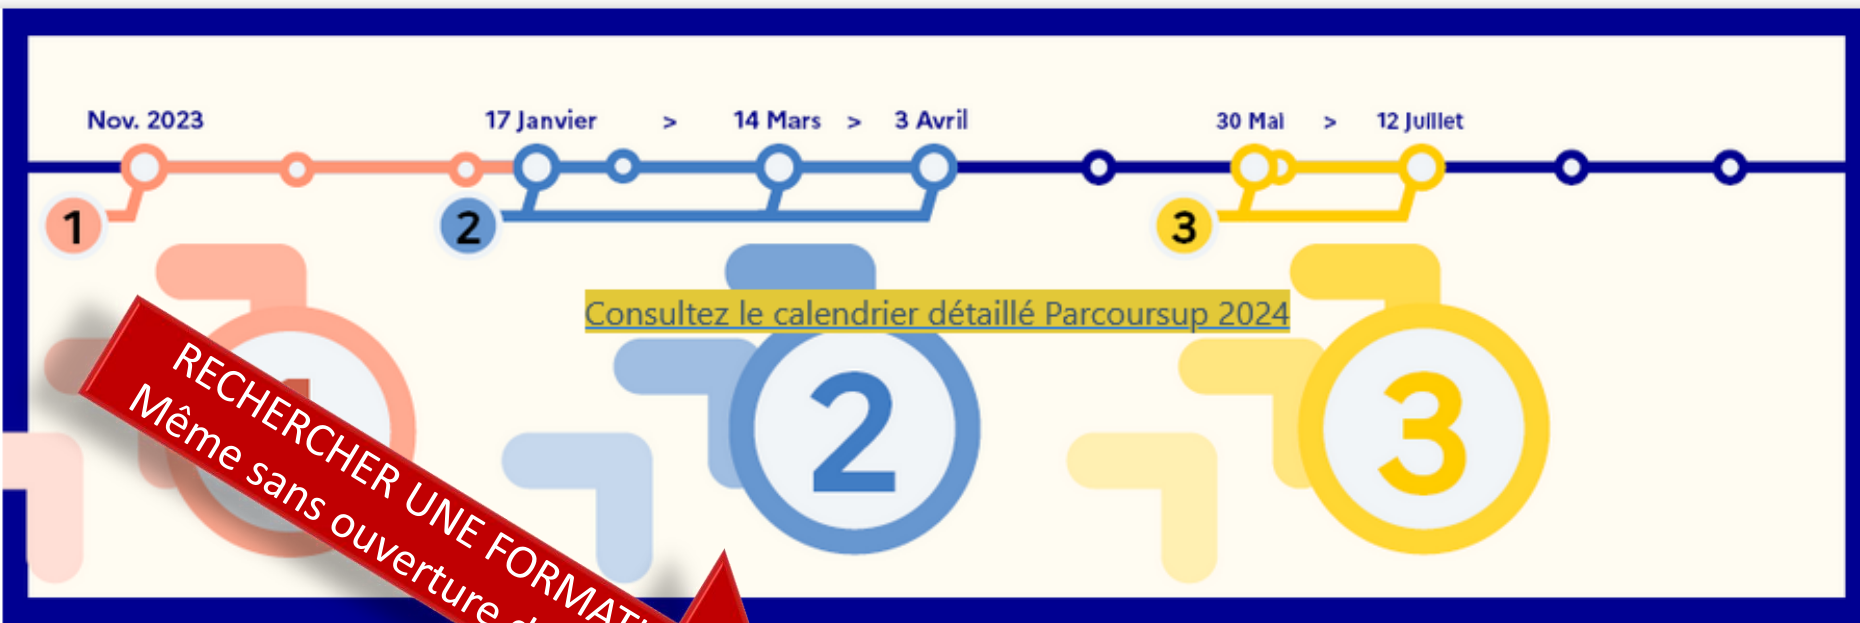 Nov. 2023
17 Janvier > 14 Mars > 3 Avril
30 Mai > 12 Juillet
1
2
3
Consultez le calendrier détaillé Parcoursup 2024
1
2
3
RECHERCHER UNE
Même sans ouverture